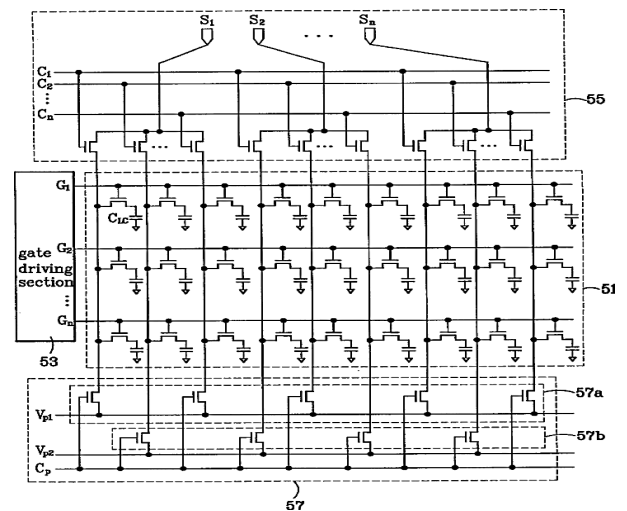 S1 S2 ... Sn
C1
C2
⋮
Cn
55
G1
CLC
G2
gate
driving
section
⋮
Gn
51
53
57a
Vp1
57b
Vp2
Cp
57